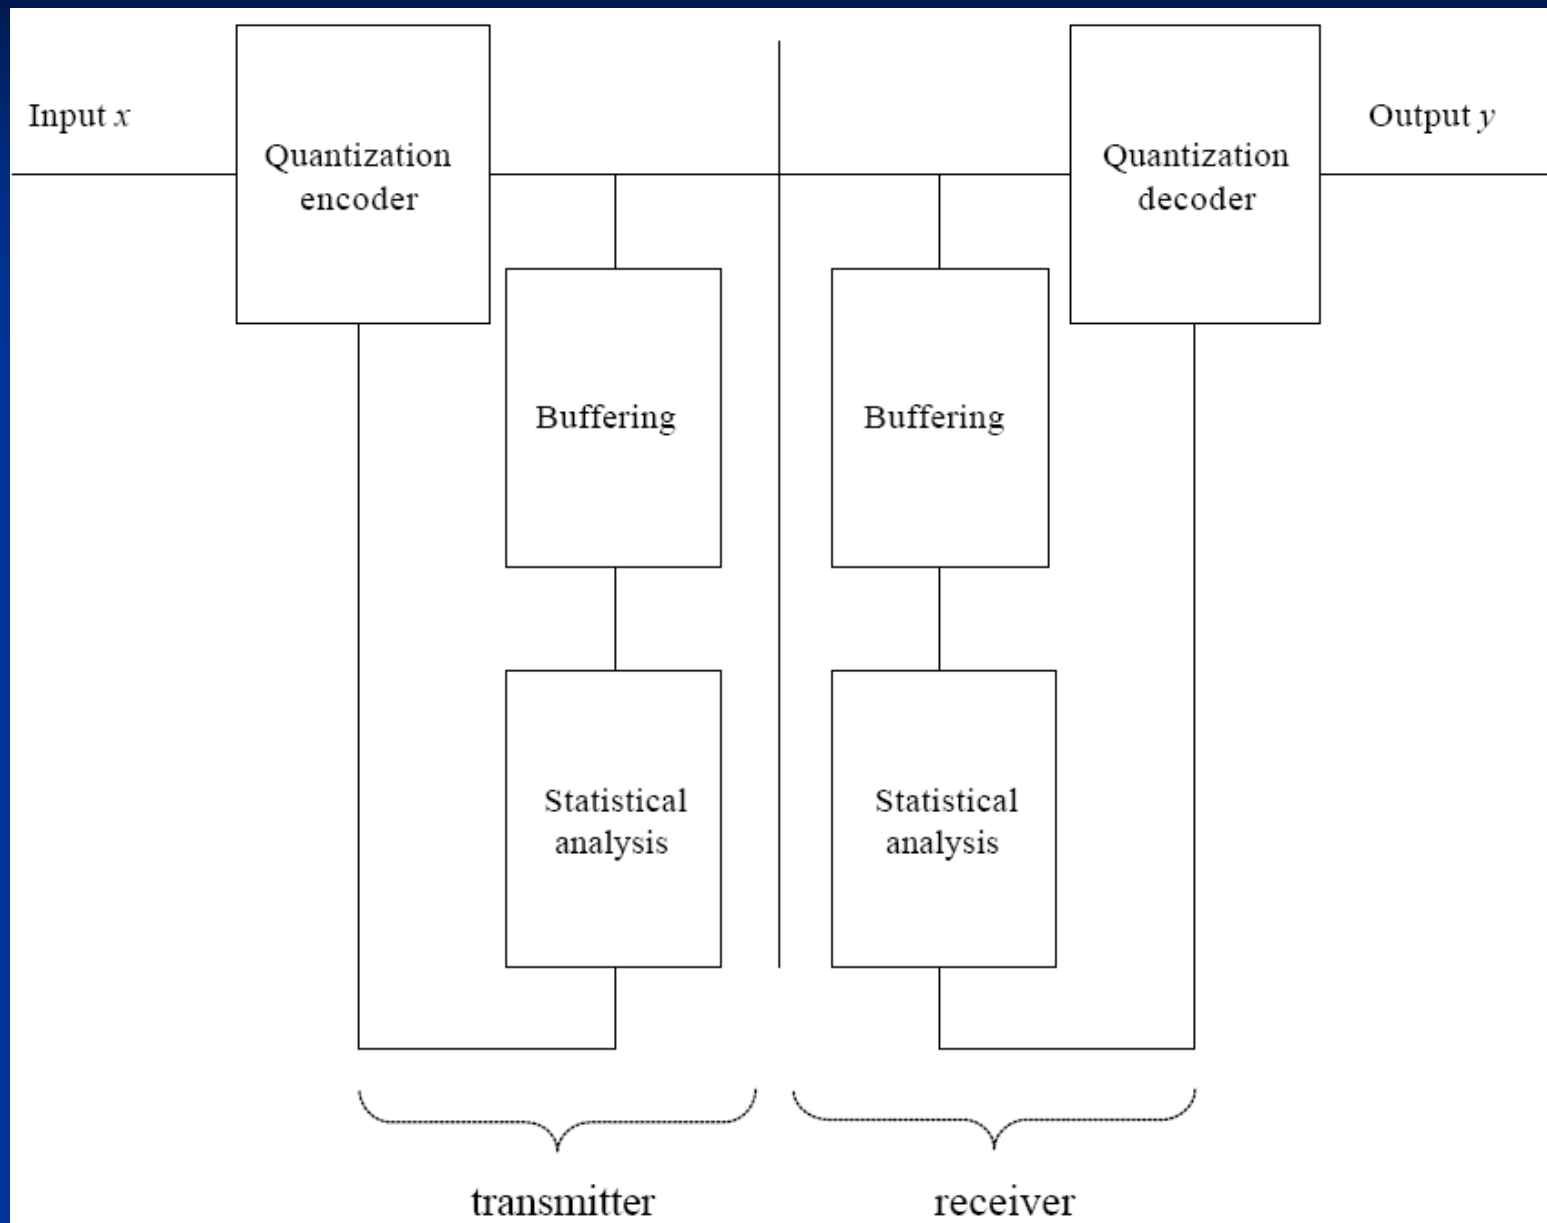 Input x
Output y
Quantization
encoder
Quantization
decoder
Buffering
Buffering
Statistical
analysis
Statistical
analysis
transmitter
receiver